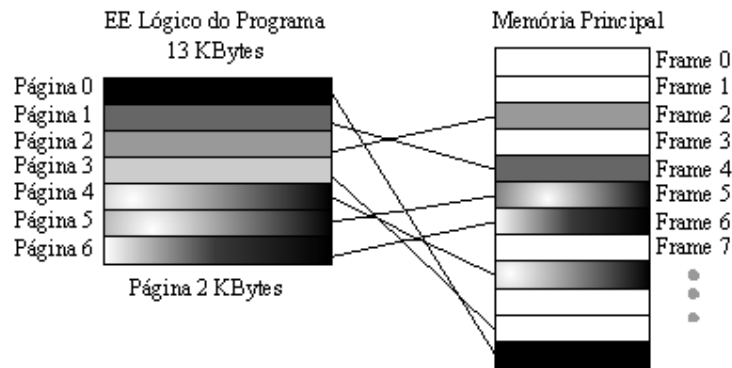 EE Lógico do Programa
13 KBytes
Página 0
Página 1
Página 2
Página 3
Página 4
Página 5
Página 6
Página 2 KBytes
Memória Principal
Frame 0
Frame 1
Frame 2
Frame 3
Frame 4
Frame 5
Frame 6
Frame 7